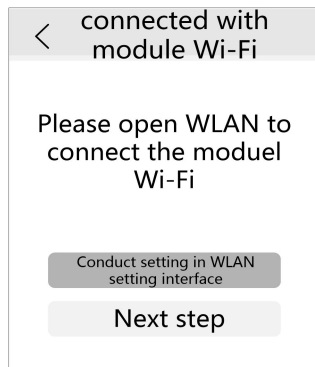 connected with
module Wi-Fi
Please open WLAN to
connect the moduel
Wi-Fi
Conduct setting in WLAN
setting interface
Next step